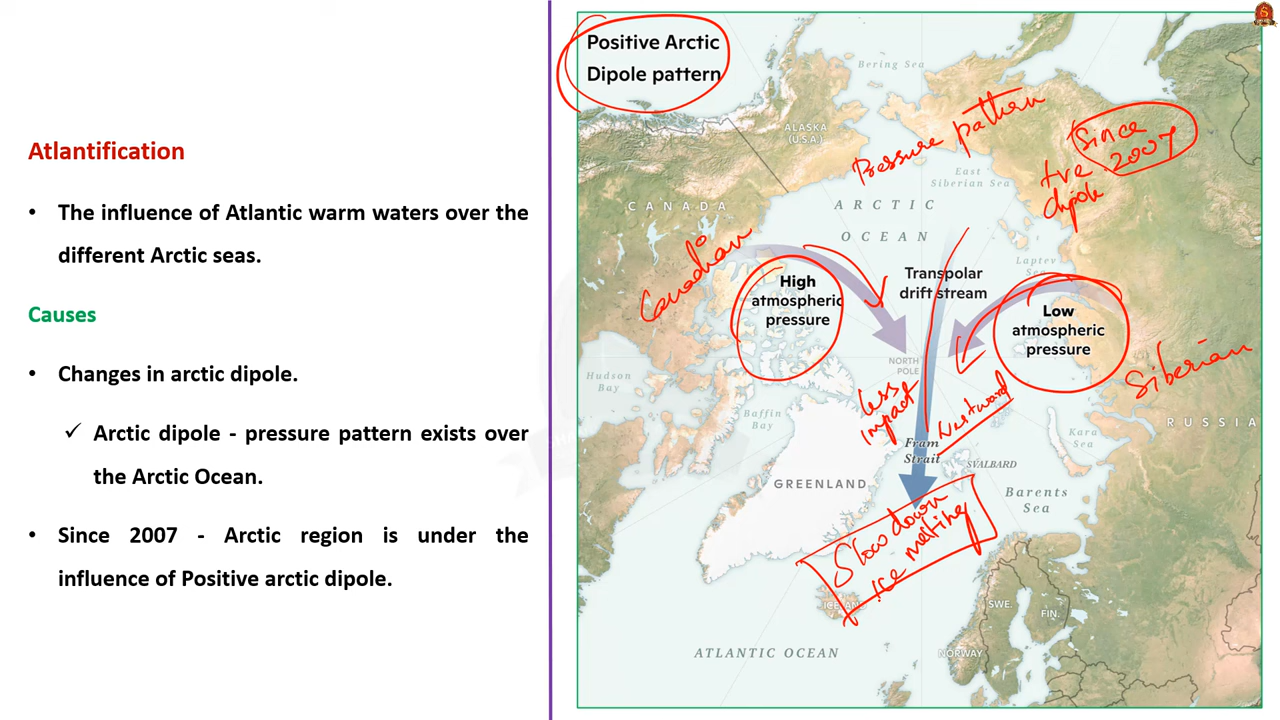 Atlantification
• The influence of Atlantic warm waters over the
different Arctic seas.
Causes
• Changes in arctic dipole.
✓ Arctic dipole - pressure pattern exists over
the Arctic Ocean.
• Since 2007 - Arctic region is under the
influence of Positive arctic dipole.
Positive Arctic
Dipole pattern
Bering Sea
ALASKA
(U.S.A.)
Pressure pattern
Since
2007
+ve
dipole
East
Siberian Sea
CANADA
ARCTIC
OCEAN
Canadian
Laptev
Sea
High
atmospheric
pressure
Transpolar
drift stream
Low
atmospheric
pressure
NORTH
POLE
Siberian
Hudson
Bay
Baffin
Bay
less
impact
Fram
Strait
Kara
Sea
RUSSIA
GREENLAND
SVALBARD
Barents
Sea
Slow down
ice melting
ICELAND
SWE.
FIN.
NORWAY
ATLANTIC OCEAN